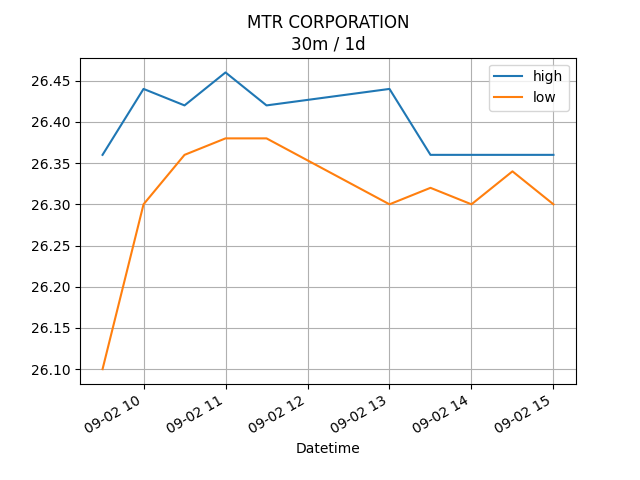 MTR CORPORATION
30m / 1d
high
low
26.45
26.40
26.35
26.30
26.25
26.20
26.15
26.10
09-02 10
09-02 11
09-02 12
09-02 13
09-02 14
09-02 15
Datetime